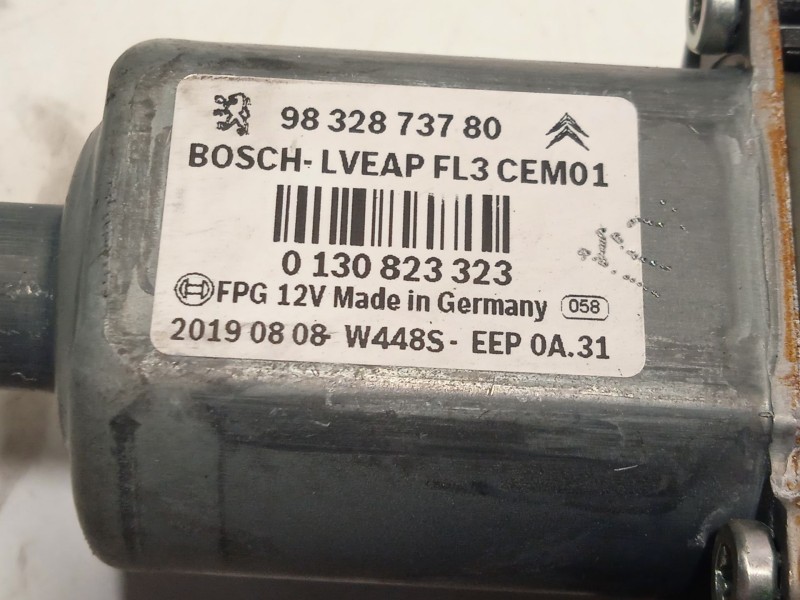 98 328 737 80
BOSCH- LVEAP FL3 CEM01
0 130 823 323
FPG 12V Made in Germany 058
2019 08 08- W448S - EEP 0A.31